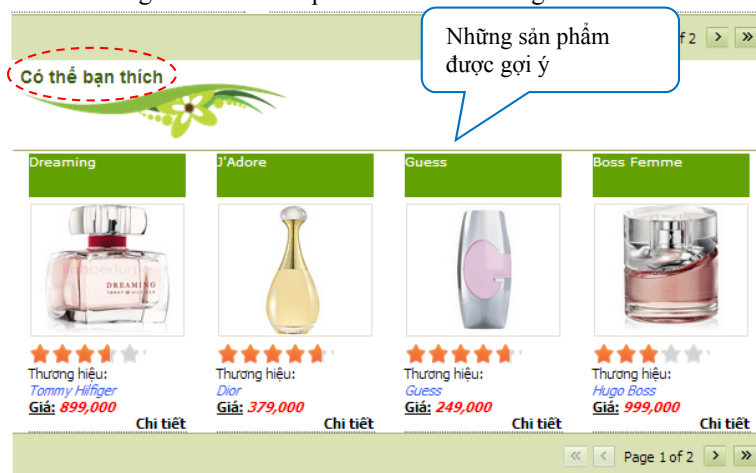 Những sản phẩm
được gợi ý
f 2
Có thể bạn thích
Dreaming
J'Adore
Guess
Boss Femme
DREAMING
Thương hiệu:
Tommy Hilfiger
Giá: 899,000
Chi tiết
Thương hiệu:
Dior
Giá: 379,000
Chi tiết
Thương hiệu:
Guess
Giá: 249,000
Chi tiết
Thương hiệu:
Hugo Boss
Giá: 999,000
Chi tiết
Page 1 of 2